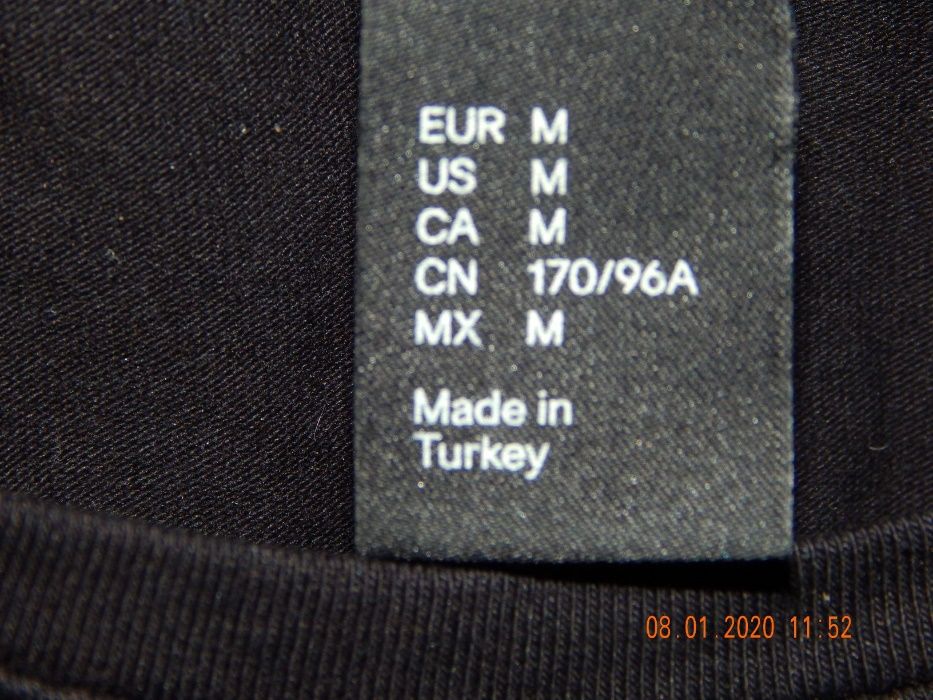 EUR M
US M
CA M
CN 170/96A
MX M
Made in
Turkey
08.01.2020 11:52